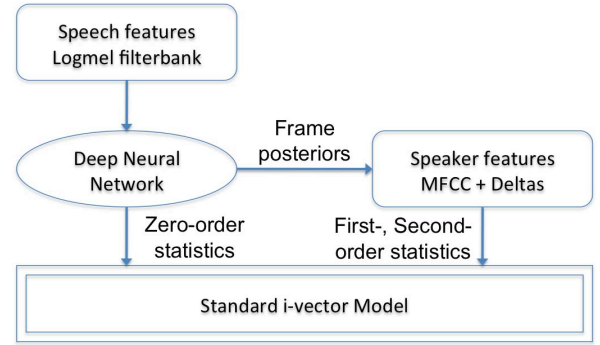 Speech features
Logmel filterbank
Frame
posteriors
Deep Neural
Network
Speaker features
MFCC + Deltas
Zero-order
statistics
First-, Second-
order statistics
Standard i-vector Model